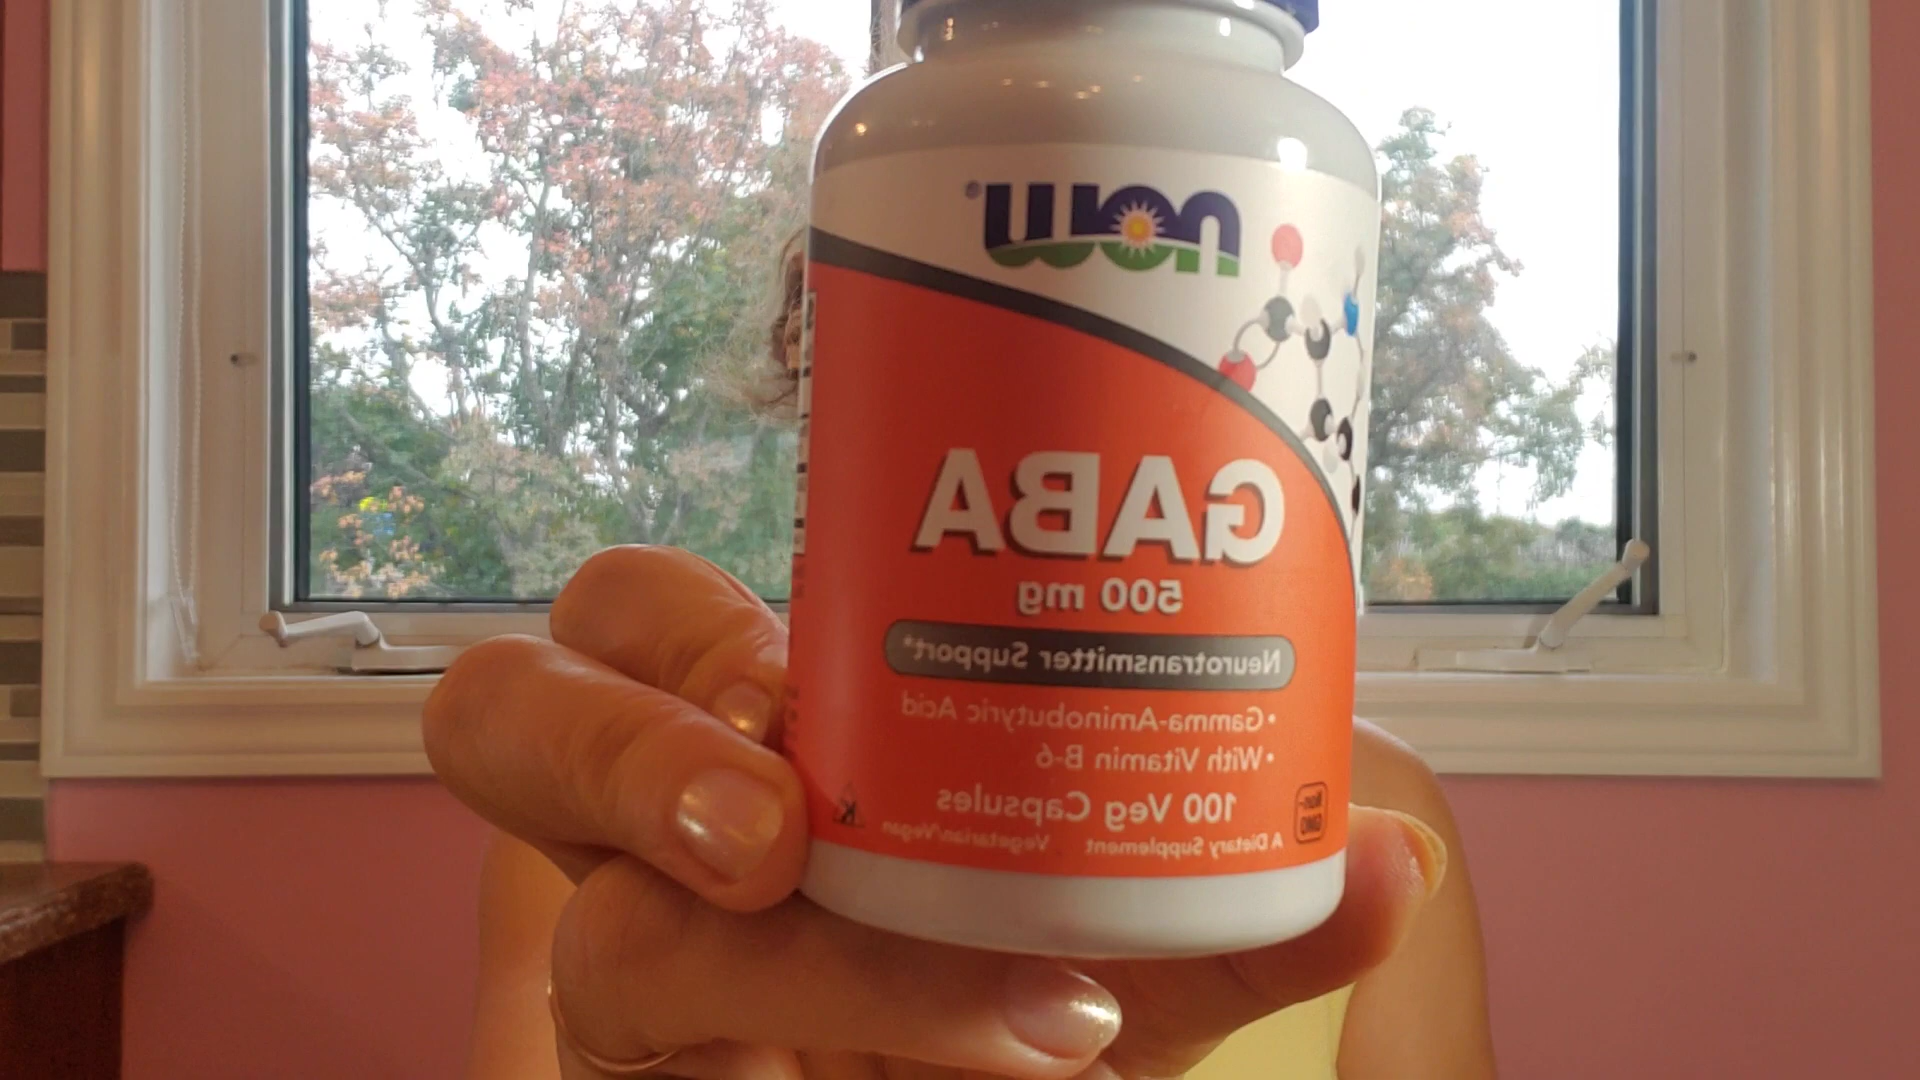 NOW®
GABA
500 mg
Neurotransmitter Support*
•Gamma-Aminobutyric Acid
•With Vitamin B-6
100 Veg Capsules
A Dietary Supplement Vegetarian/Vegan
Non-
GMO
K